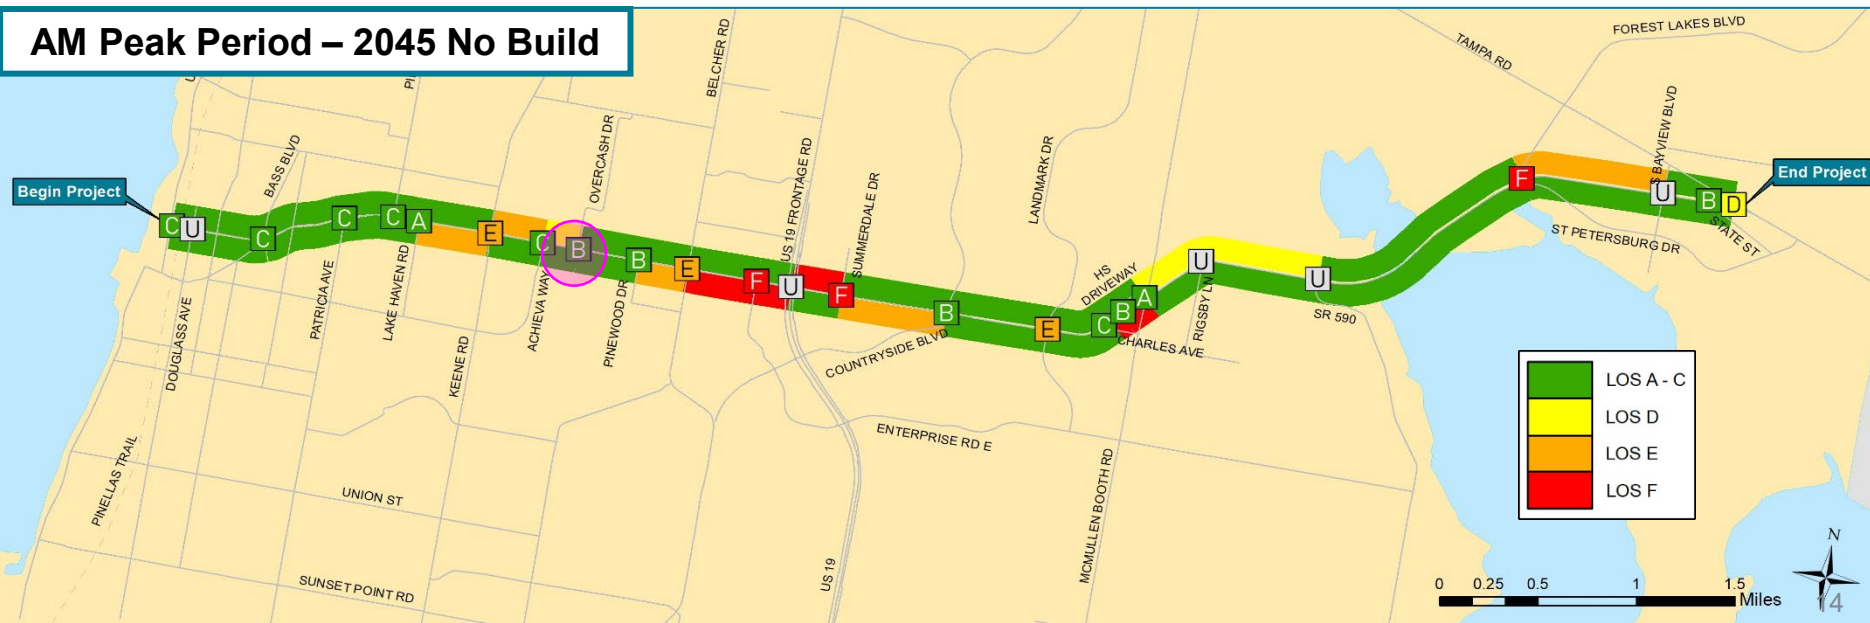 AM Peak Period – 2045 No Build
FOREST LAKES BLVD
TAMPA RD
BELCHER RD
S BAYVIEW BLVD
OVERCASH DR
BASS BLVD
LANDMARK DR
US 19 FRONTAGE RD
SUMMERDALE DR
Begin Project
End Project
C
U
C
C
C
A
E
C
B
B
E
F
U
F
B
E
C
B
A
U
U
F
U
B
D
STATE ST
ST PETERSBURG DR
HS
DRIVEWAY
RIGSBY LN
SR 590
CHARLES AVE
COUNTRYSIDE BLVD
DOUGLASS AVE
PATRICIA AVE
LAKE HAVEN RD
KEENE RD
ACHIEVA WAY
PINEWOOD DR
ENTERPRISE RD E
MCMULLEN BOOTH RD
PINELLAS TRAIL
UNION ST
SUNSET POINT RD
US 19
LOS A - C
LOS D
LOS E
LOS F
N
0 0.25 0.5 1 1.5
Miles
14